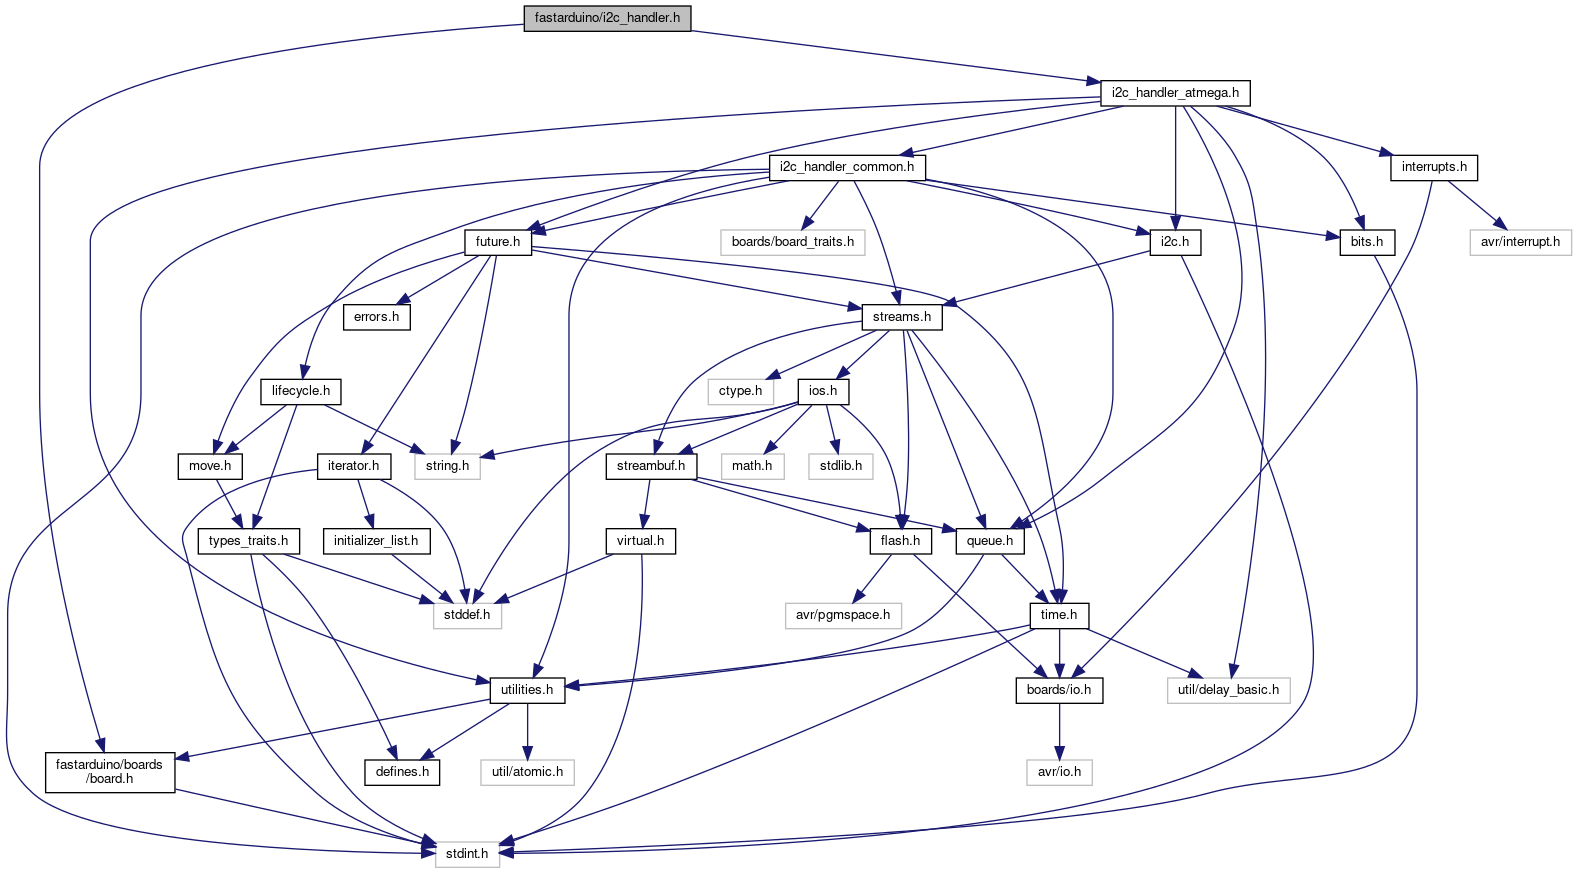 fastarduino/i2c_handler.h
i2c_handler_atmega.h
i2c_handler_common.h
interrupts.h
future.h
boards/board_traits.h
i2c.h
bits.h
avr/interrupt.h
errors.h
streams.h
lifecycle.h
ctype.h
ios.h
move.h
iterator.h
string.h
streambuf.h
math.h
stdlib.h
types_traits.h
initializer_list.h
virtual.h
flash.h
queue.h
stddef.h
avr/pgmspace.h
time.h
utilities.h
boards/io.h
util/delay_basic.h
fastarduino/boards
/board.h
defines.h
util/atomic.h
avr/io.h
stdint.h